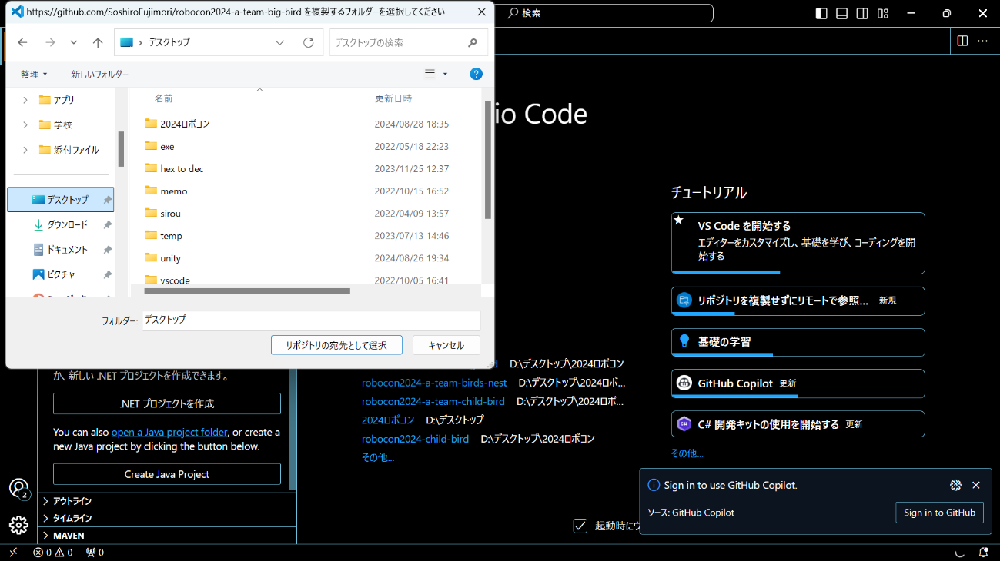 https://github.com/SoshiroFujimori/robocon2024-a-team-big-bird を複製するフォルダーを選択してください
検索
デスクトップ
デスクトップの検索
整理
新しいフォルダー
アプリ
学校
添付ファイル
デスクトップ
ダウンロード
ドキュメント
ピクチャ
名前 更新日時
2024ロボコン 2024/08/28 18:35
exe 2022/05/18 22:23
hex to dec 2023/11/25 12:37
memo 2022/10/15 16:52
sirou 2022/04/09 13:57
temp 2023/07/13 14:46
unity 2024/08/26 19:34
vscode 2022/10/05 16:41
フォルダー: デスクトップ
リポジトリの宛先として選択 キャンセル
io Code
か、新しい .NET プロジェクトを作成できます。
.NET プロジェクトを作成
You can also open a Java project folder, or create a
new Java project by clicking the button below.
Create Java Project
アウトライン
タイムライン
MAVEN
D:\デスクトップ\2024ロボコン
robocon2024-a-team-birds-nest D:\デスクトップ\2024ロボ...
robocon2024-a-team-child-bird D:\デスクトップ\2024ロボ...
2024ロボコン D:\デスクトップ
robocon2024-child-bird D:\デスクトップ\2024ロボコン
その他...
チュートリアル
VS Code を開始する
エディターをカスタマイズし、基礎を学び、コーディングを開
始する
リポジトリを複製せずにリモートで参照... 新規
基礎の学習
GitHub Copilot 更新
C# 開発キットの使用を開始する 更新
その他...
起動時にウ
Sign in to use GitHub Copilot.
ソース: GitHub Copilot
Sign in to GitHub
2
0 0 0